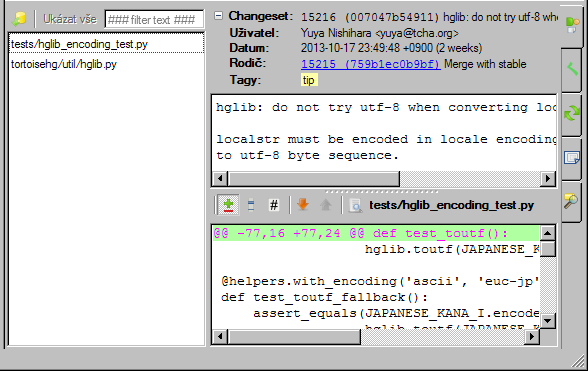 Ukázat vše
### filter text ###
tests/hglib_encoding_test.py
tortoisehg/util/hglib.py
Changeset: 15216 (007047b54911) hglib: do not try utf-8 whe
Uživatel: Yuya Nishihara <yuya@tcha.org>
Datum: 2013-10-17 23:49:48 +0900 (2 weeks)
Rodič: 15215 (759b1ec0b9bf) Merge with stable
Tagy: tip
hglib: do not try utf-8 when converting loc
localstr must be encoded in locale encoding
to utf-8 byte sequence.
#
tests/hglib_encoding_test.py
@@ -77,16 +77,24 @@ def test_toutf():
hglib.toutf(JAPANESE_K
@helpers.with_encoding('ascii', 'euc-jp'
def test_toutf_fallback():
assert_equals(JAPANESE_KANA_I.encode
hglib.toutf(JAPANESE_K